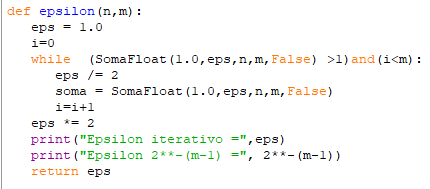 def epsilon(n,m):
    eps = 1.0
    i=0
    while  (SomaFloat(1.0,eps,n,m,False) >1)and(i<m):
        eps /= 2
        soma = SomaFloat(1.0,eps,n,m,False)
        i=i+1
    eps *= 2
    print("Epsilon iterativo =",eps)
    print("Epsilon 2**-(m-1) =", 2**-(m-1))
    return eps